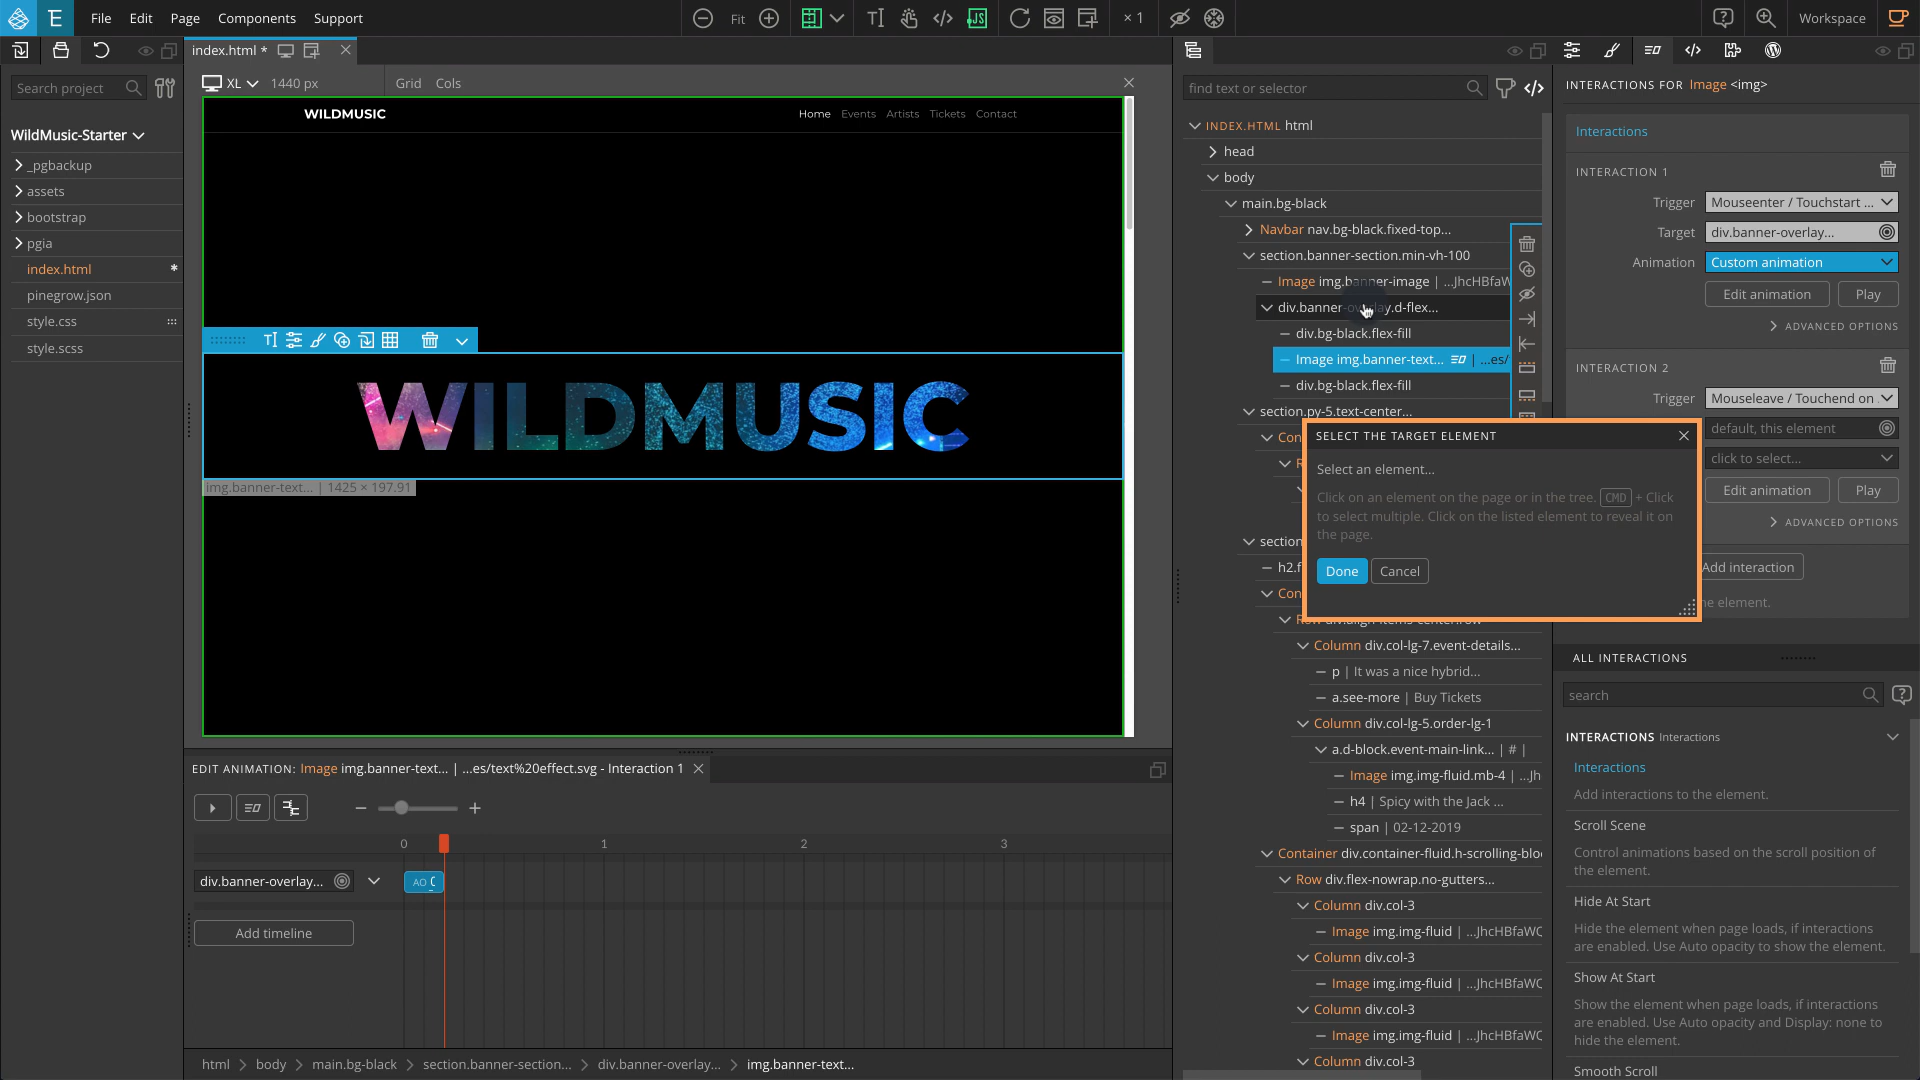 E File Edit Page Components Support Fit JS × 1 Workspace
index.html *
Search project
XL 1440 px Grid Cols
WildMusic-Starter
_pgbackup
assets
bootstrap
pgia
index.html *
pinegrow.json
style.css
style.scss
WILDMUSIC Home Events Artists Tickets Contact
WILDMUSIC
img.banner-text... | 1425 × 197.91
EDIT ANIMATION: Image img.banner-text... | ...es/text%20effect.svg - Interaction 1
0 1 2 3
div.banner-overlay... AO
Add timeline
html > body > main.bg-black > section.banner-section... > div.banner-overlay... > img.banner-text...
find text or selector
INDEX.HTML html
head
body
main.bg-black
Navbar nav.bg-black.fixed-top...
section.banner-section.min-vh-100
Image img.banner-image | ...JhcHBfaW
div.banner-overlay.d-flex...
div.bg-black.flex-fill
Image img.banner-text... | ...es/
div.bg-black.flex-fill
section.py-5.text-center...
Con
R
section
h2.f
Con
Column div.col-lg-7.event-details...
p | It was a nice hybrid...
a.see-more | Buy Tickets
Column div.col-lg-5.order-lg-1
a.d-block.event-main-link... | # |
Image img.img-fluid.mb-4 | ...Jh
h4 | Spicy with the Jack ...
span | 02-12-2019
Container div.container-fluid.h-scrolling-blo
Row div.flex-nowrap.no-gutters...
Column div.col-3
Image img.img-fluid | ...JhcHBfaWQ
Column div.col-3
Image img.img-fluid | ...JhcHBfaWQ
Column div.col-3
Image img.img-fluid | ...JhcHBfaWQ
Column div.col-3
SELECT THE TARGET ELEMENT
Select an element...
Click on an element on the page or in the tree. CMD + Click
to select multiple. Click on the listed element to reveal it on
the page.
Done Cancel
INTERACTIONS FOR Image <img>
Interactions
INTERACTION 1
Trigger Mouseenter / Touchstart ...
Target div.banner-overlay...
Animation Custom animation
Edit animation Play
ADVANCED OPTIONS
INTERACTION 2
Trigger Mouseleave / Touchend on
default, this element
click to select...
Edit animation Play
ADVANCED OPTIONS
Add interaction
he element.
ALL INTERACTIONS
search
INTERACTIONS Interactions
Interactions
Add interactions to the element.
Scroll Scene
Control animations based on the scroll position of
the element.
Hide At Start
Hide the element when page loads, if interactions
are enabled. Use Auto opacity to show the element.
Show At Start
Show the element when page loads, if interactions
are enabled. Use Auto opacity and Display: none to
hide the element.
Smooth Scroll